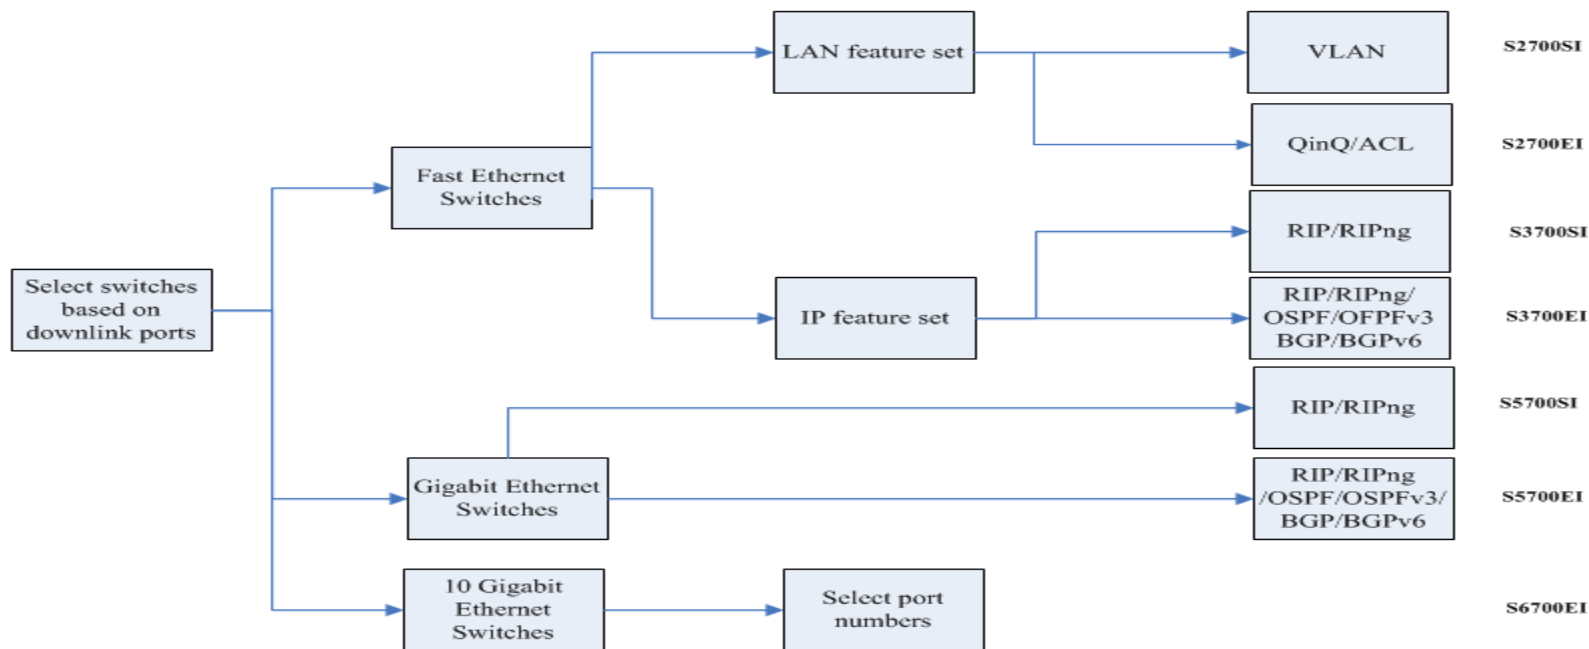 LAN feature set
VLAN
S2700SI
QinQ/ACL
S2700EI
Fast Ethernet
Switches
RIP/RIPng
S3700SI
Select switches
based on
downlink ports
IP feature set
RIP/RIPng/
OSPF/OFPFv3
BGP/BGPv6
S3700EI
RIP/RIPng
S5700SI
Gigabit Ethernet
Switches
RIP/RIPng
/OSPF/OSPFv3/
BGP/BGPv6
S5700EI
10 Gigabit
Ethernet
Switches
Select port
numbers
S6700EI